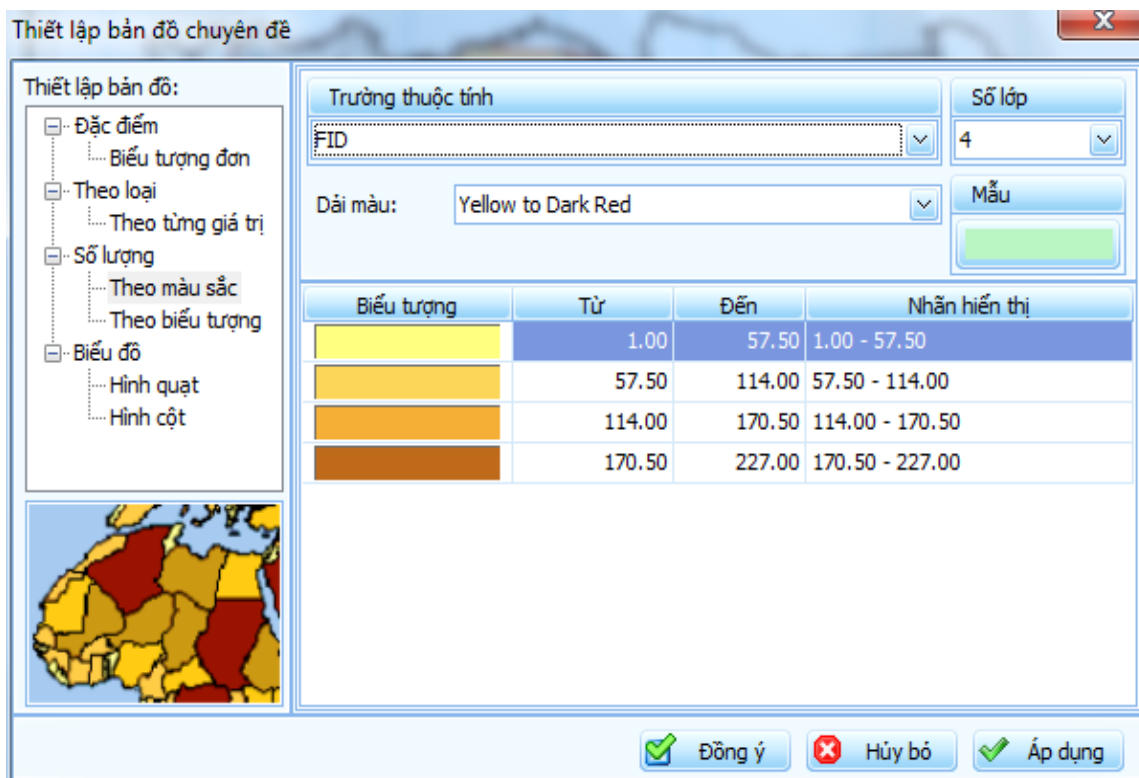 Thiết lập bản đồ chuyên đề
Thiết lập bản đồ:
Đặc điểm
Biểu tượng đơn
Theo loại
Theo từng giá trị
Số lượng
Theo màu sắc
Theo biểu tượng
Biểu đồ
Hình quạt
Hình cột
Trường thuộc tính
Số lớp
FID
4
Dải màu:
Yellow to Dark Red
Mẫu
Biểu tượng Từ Đến Nhãn hiển thị
1.00 57.50 1.00 - 57.50
57.50 114.00 57.50 - 114.00
114.00 170.50 114.00 - 170.50
170.50 227.00 170.50 - 227.00
Đồng ý Hủy bỏ Áp dụng